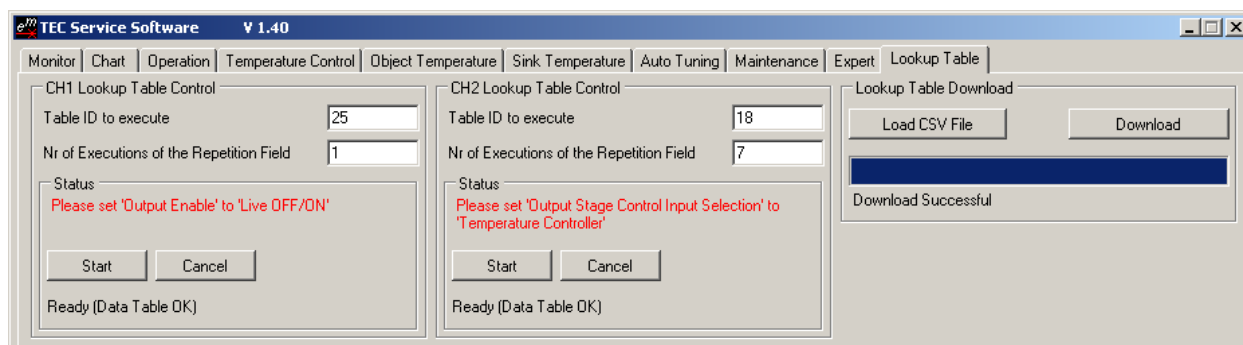 em TEC Service Software V 1.40
Monitor Chart Operation Temperature Control Object Temperature Sink Temperature Auto Tuning Maintenance Expert Lookup Table
CH1 Lookup Table Control
Table ID to execute 25
Nr of Executions of the Repetition Field 1
Status
Please set 'Output Enable' to 'Live OFF/ON'
Start Cancel
Ready (Data Table OK)
CH2 Lookup Table Control
Table ID to execute 18
Nr of Executions of the Repetition Field 7
Status
Please set 'Output Stage Control Input Selection' to
'Temperature Controller'
Start Cancel
Ready (Data Table OK)
Lookup Table Download
Load CSV File Download
Download Successful